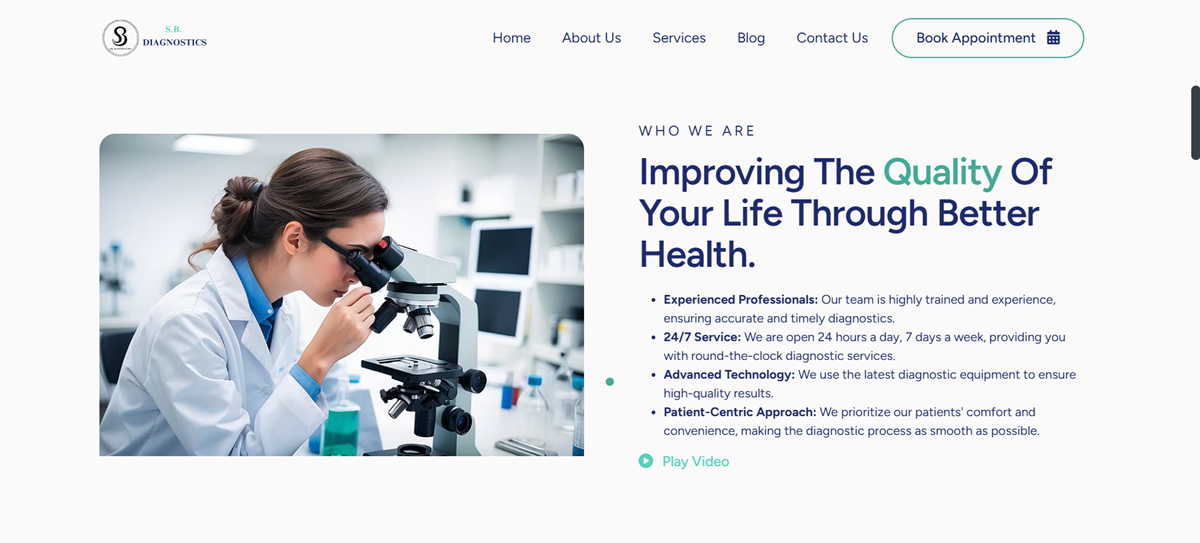 S.B.
DIAGNOSTICS
Home
About Us
Services
Blog
Contact Us
Book Appointment
WHO WE ARE
Improving The Quality Of
Your Life Through Better
Health.
• Experienced Professionals: Our team is highly trained and experience,
ensuring accurate and timely diagnostics.
• 24/7 Service: We are open 24 hours a day, 7 days a week, providing you
with round-the-clock diagnostic services.
• Advanced Technology: We use the latest diagnostic equipment to ensure
high-quality results.
• Patient-Centric Approach: We prioritize our patients' comfort and
convenience, making the diagnostic process as smooth as possible.
Play Video